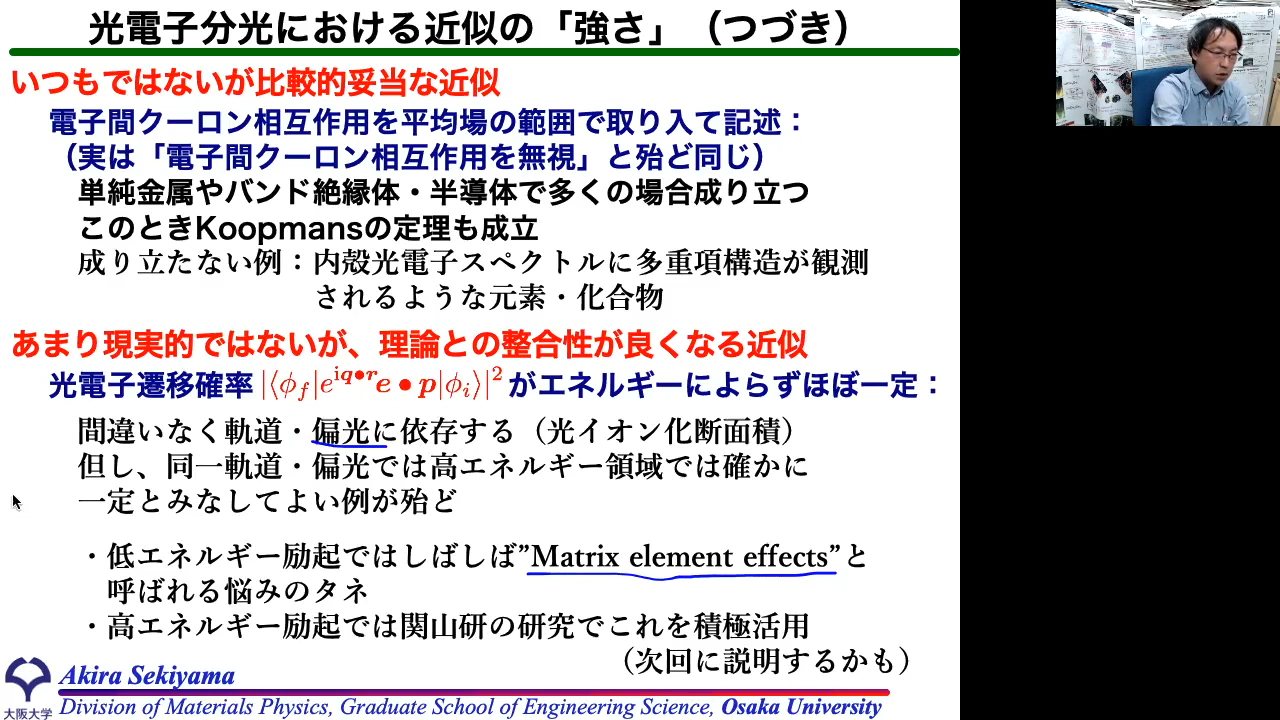 光電子分光における近似の「強さ」（つづき）
いつもではないが比較的妥当な近似
電子間クーロン相互作用を平均場の範囲で取り入て記述：
（実は「電子間クーロン相互作用を無視」と殆ど同じ）
単純金属やバンド絶縁体・半導体で多くの場合成り立つ
このときKoopmansの定理も成立
成り立たない例：内殻光電子スペクトルに多重項構造が観測
されるような元素・化合物
あまり現実的ではないが、理論との整合性が良くなる近似
光電子遷移確率 |⟨ϕ_f|e^{iq•r}e•p|ϕ_i⟩|² がエネルギーによらずほぼ一定：
間違いなく軌道・偏光に依存する（光イオン化断面積）
但し、同一軌道・偏光では高エネルギー領域では確かに
一定とみなしてよい例が殆ど
・低エネルギー励起ではしばしば”Matrix element effects”と
呼ばれる悩みのタネ
・高エネルギー励起では関山研の研究でこれを積極活用
（次回に説明するかも）
大阪大学
Akira Sekiyama
Division of Materials Physics, Graduate School of Engineering Science, Osaka University